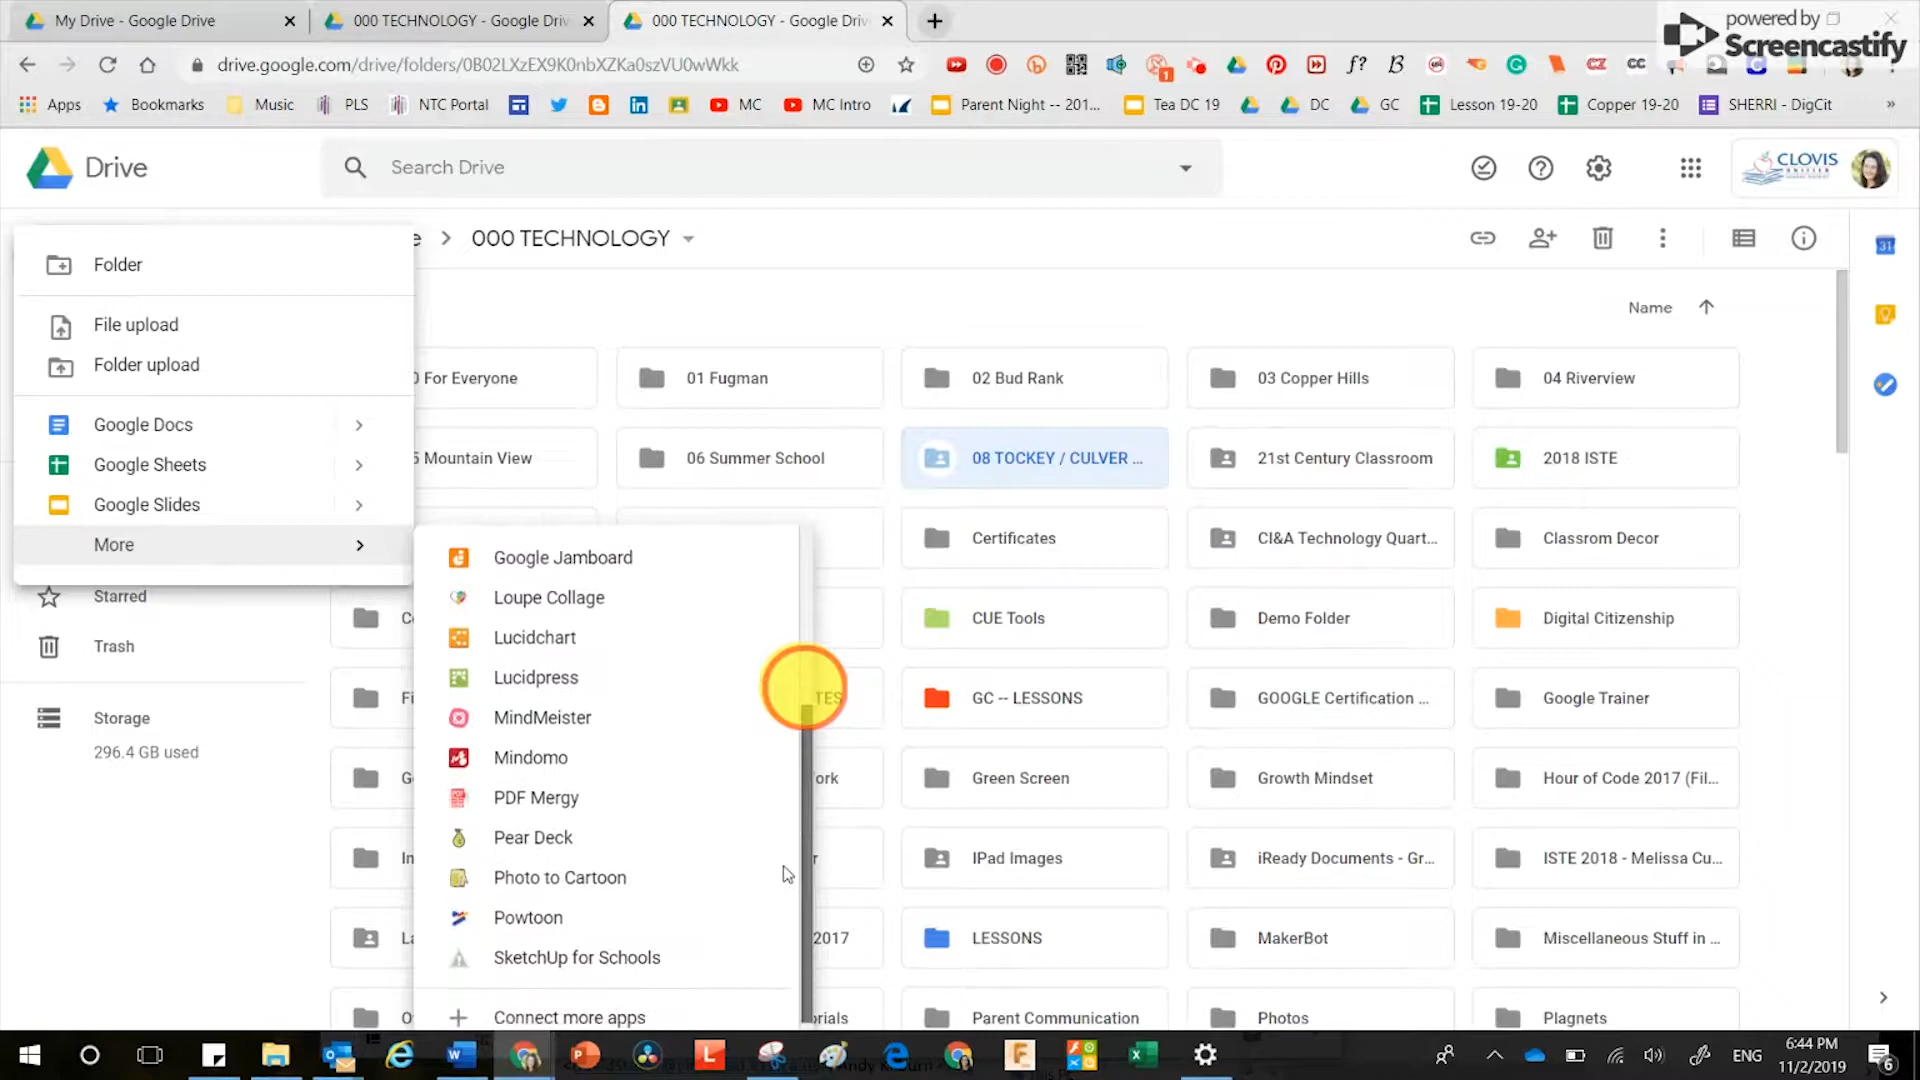 My Drive - Google Drive
000 TECHNOLOGY - Google Driv
000 TECHNOLOGY - Google Driv
powered by
Screencastify
drive.google.com/drive/folders/0B02LXzEX9K0nbXZKa0szVU0wWkk
Apps
Bookmarks
Music
PLS
NTC Portal
MC
MC Intro
Parent Night -- 201...
Tea DC 19
DC
GC
Lesson 19-20
Copper 19-20
SHERRI - DigCit
Drive
Search Drive
CLOVIS
UNIFIED
e > 000 TECHNOLOGY
Name
Folder
File upload
Folder upload
Google Docs
Google Sheets
Google Slides
More
Starred
Trash
Storage
296.4 GB used
Google Jamboard
Loupe Collage
Lucidchart
Lucidpress
MindMeister
Mindomo
PDF Mergy
Pear Deck
Photo to Cartoon
Powtoon
SketchUp for Schools
Connect more apps
For Everyone
01 Fugman
02 Bud Rank
03 Copper Hills
04 Riverview
Mountain View
06 Summer School
08 TOCKEY / CULVER ...
21st Century Classroom
2018 ISTE
Certificates
CI&A Technology Quart...
Classrom Decor
CUE Tools
Demo Folder
Digital Citizenship
Fi
TES
GC -- LESSONS
GOOGLE Certification ...
Google Trainer
ork
Green Screen
Growth Mindset
Hour of Code 2017 (Fil...
In
r
IPad Images
iReady Documents - Gr...
ISTE 2018 - Melissa Cu...
La
2017
LESSONS
MakerBot
Miscellaneous Stuff in ...
orials
Parent Communication
Photos
Plagnets
ENG
6:44 PM
11/2/2019
6